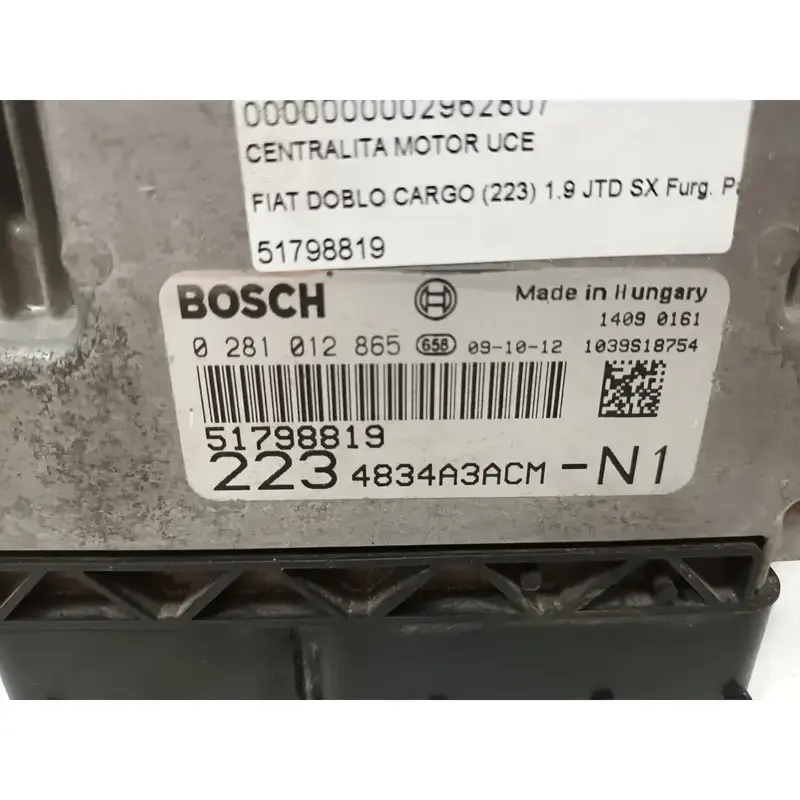 0000000002962807
CENTRALITA MOTOR UCE
FIAT DOBLO CARGO (223) 1.9 JTD SX Furg.
51798819
BOSCH Made in Hungary
1409 0161
0 281 012 865 658 09-10-12 1039S18754
51798819
223 4834A3ACM -N1